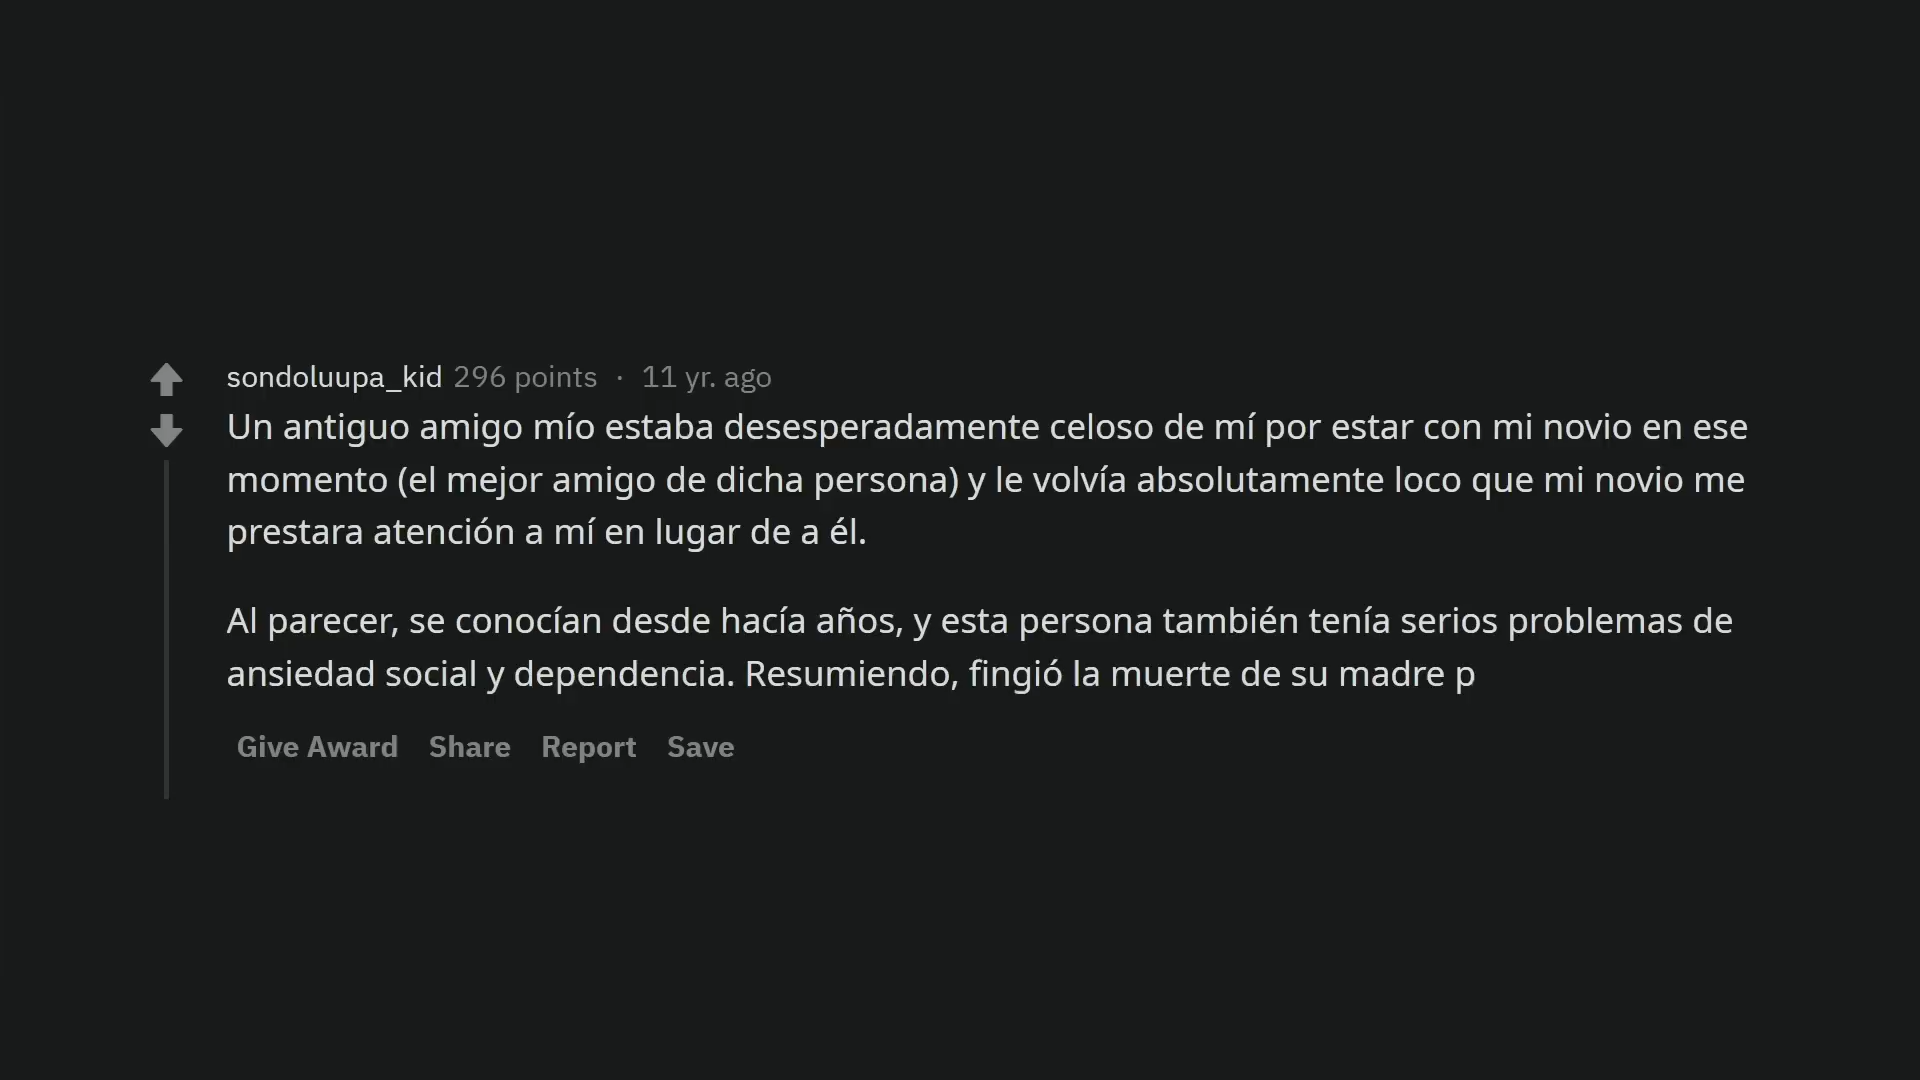 sondoluupa_kid 296 points · 11 yr. ago
Un antiguo amigo mío estaba desesperadamente celoso de mí por estar con mi novio en ese
momento (el mejor amigo de dicha persona) y le volvía absolutamente loco que mi novio me
prestara atención a mí en lugar de a él.
Al parecer, se conocían desde hacía años, y esta persona también tenía serios problemas de
ansiedad social y dependencia. Resumiendo, fingió la muerte de su madre p
Give Award Share Report Save